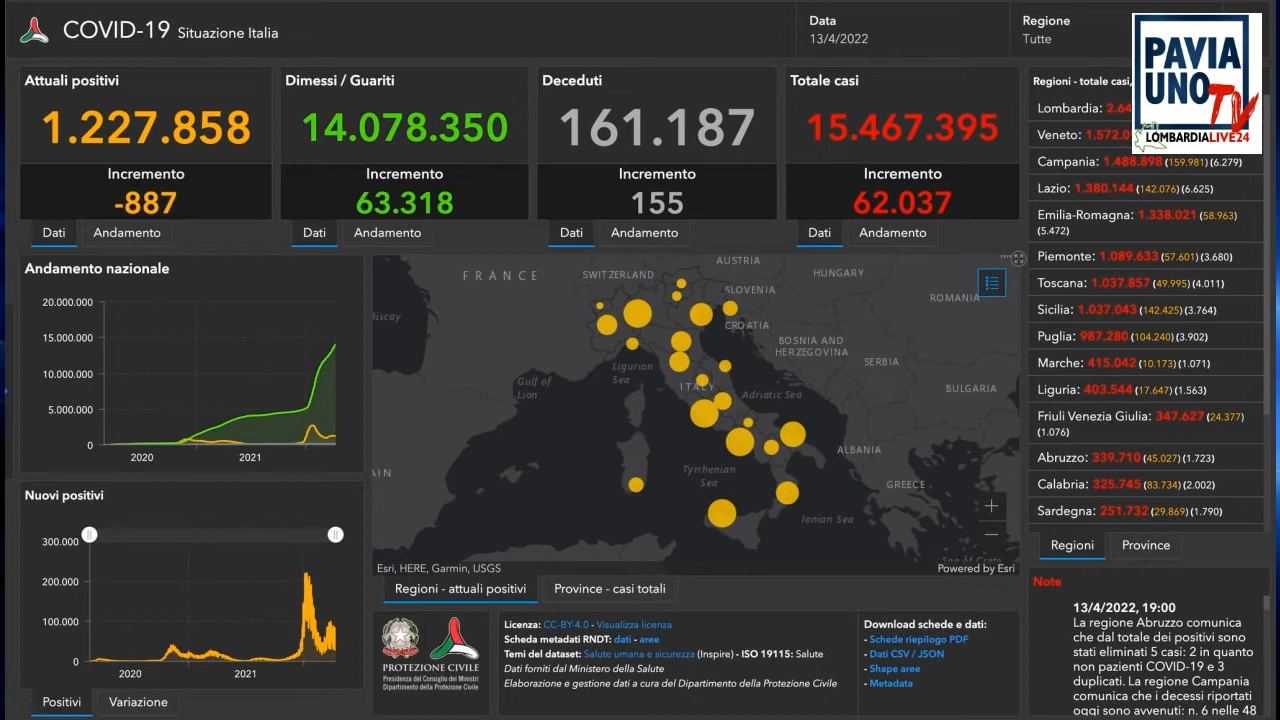 COVID-19 Situazione Italia
Data
13/4/2022
Regione
Tutte
PAVIA
UNO
TV
LOMBARDIALIVE24
Attuali positivi
1.227.858
Incremento
-887
Dati
Andamento
Dimessi / Guariti
14.078.350
Incremento
63.318
Dati
Andamento
Deceduti
161.187
Incremento
155
Dati
Andamento
Totale casi
15.467.395
Incremento
62.037
Dati
Andamento
Regioni - totale casi,
Lombardia: 2.64
Veneto: 1.572.0
Campania: 1.488.898 (159.981) (6.279)
Lazio: 1.380.144 (142.076) (6.625)
Emilia-Romagna: 1.338.021 (58.963)
(5.472)
Piemonte: 1.089.633 (57.601) (3.680)
Toscana: 1.037.857 (49.995) (4.011)
Sicilia: 1.037.043 (142.425) (3.764)
Puglia: 987.280 (104.240) (3.902)
Marche: 415.042 (10.173) (1.071)
Liguria: 403.544 (17.647) (1.563)
Friuli Venezia Giulia: 347.627 (24.377)
(1.076)
Abruzzo: 339.710 (45.027) (1.723)
Calabria: 325.745 (83.734) (2.002)
Sardegna: 251.732 (29.869) (1.790)
Regioni
Province
Andamento nazionale
20.000.000
15.000.000
10.000.000
5.000.000
0
2020
2021
Nuovi positivi
300.000
200.000
100.000
0
2020
2021
Positivi
Variazione
FRANCE
SWITZERLAND
AUSTRIA
HUNGARY
SLOVENIA
ROMANIA
CROATIA
Biscay
BOSNIA AND
HERZEGOVINA
SERBIA
Ligurian
Sea
Gulf of
Lion
ITALY
Adriatic Sea
BULGARIA
ALBANIA
AIN
Tyrrhenian
Sea
GREECE
Ionian Sea
Sea of Crete
Esri, HERE, Garmin, USGS
Powered by Esri
Regioni - attuali positivi
Province - casi totali
PROTEZIONE CIVILE
Presidenza del Consiglio dei Ministri
Dipartimento della Protezione Civile
Licenza: CC-BY-4.0 - Visualizza licenza
Scheda metadati RNDT: dati - aree
Temi del dataset: Salute umana e sicurezza (Inspire) - ISO 19115: Salute
Dati forniti dal Ministero della Salute
Elaborazione e gestione dati a cura del Dipartimento della Protezione Civile
Download schede e dati:
- Schede riepilogo PDF
- Dati CSV / JSON
- Shape aree
- Metadata
Note
13/4/2022, 19:00
La regione Abruzzo comunica
che dal totale dei positivi sono
stati eliminati 5 casi: 2 in quanto
non pazienti COVID-19 e 3
duplicati. La regione Campania
comunica che i decessi riportati
oggi sono avvenuti: n. 6 nelle 48